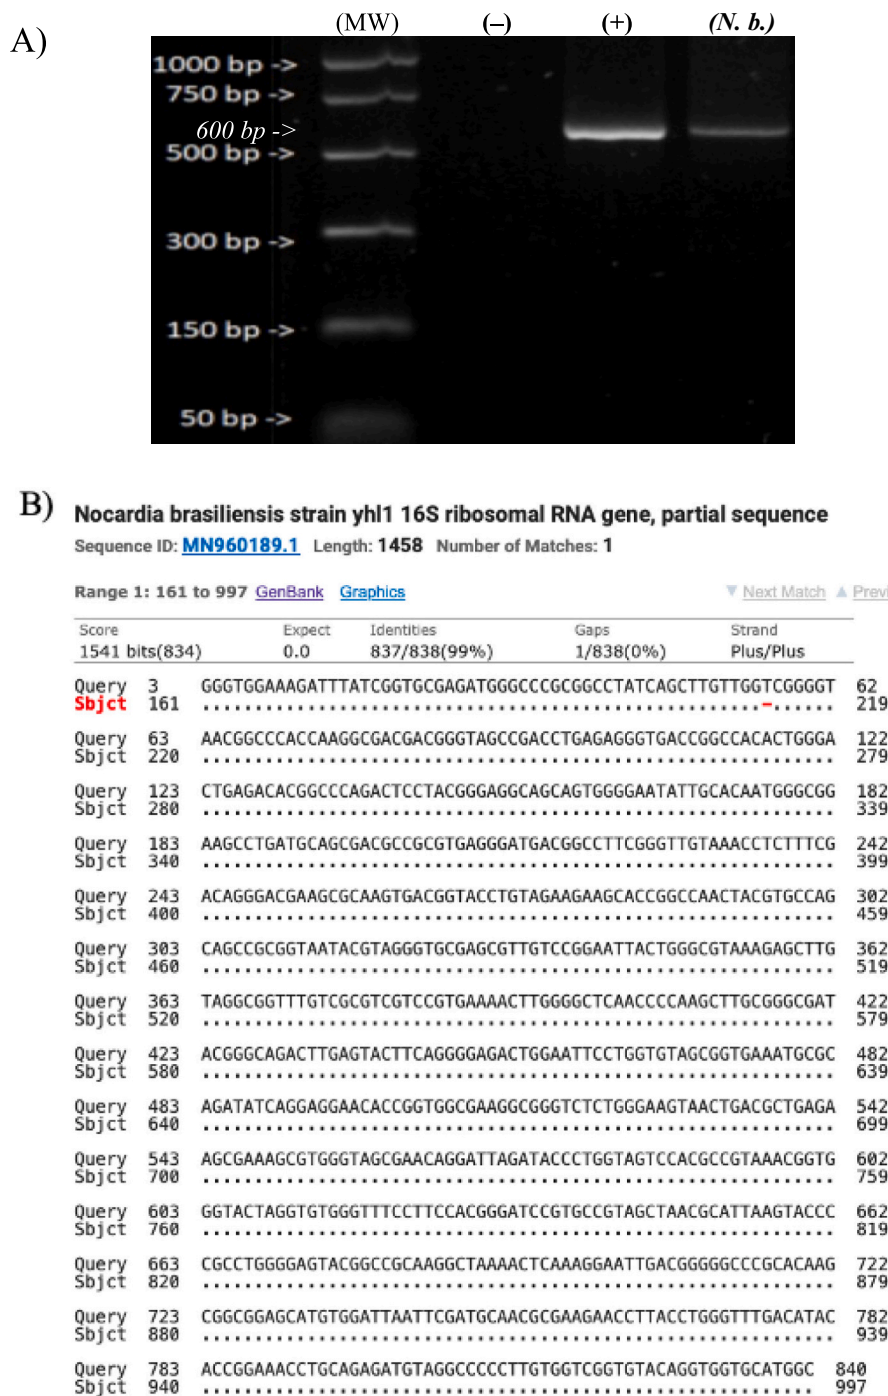 A)
(MW) (–) (+) (N. b.)
1000 bp ->
750 bp ->
600 bp ->
500 bp ->
300 bp ->
150 bp ->
50 bp ->
B)
Nocardia brasiliensis strain yhl1 16S ribosomal RNA gene, partial sequence
Sequence ID: MN960189.1 Length: 1458 Number of Matches: 1
Range 1: 161 to 997 GenBank Graphics ▼ Next Match ▲ Previ
Score Expect Identities Gaps Strand
1541 bits(834) 0.0 837/838(99%) 1/838(0%) Plus/Plus
Query 3 GGGTGGAAAGATTTATCGGTGCGAGATGGGCCCGCGGCCTATCAGCTTGTTGGTCGGGGT 62
Sbjct 161 .....................................................-...... 219
Query 63 AACGGCCCACCAAGGCGACGACGGGTAGCCGACCTGAGAGGGTGACCGGCCACACTGGGA 122
Sbjct 220 ............................................................ 279
Query 123 CTGAGACACGGCCCAGACTCCTACGGGAGGCAGCAGTGGGGAATATTGCACAATGGGCGG 182
Sbjct 280 ............................................................ 339
Query 183 AAGCCTGATGCAGCGACGCCGCGTGAGGGATGACGGCCTTCGGGTTGTAAACCTCTTTCG 242
Sbjct 340 ............................................................ 399
Query 243 ACAGGGACGAAGCGCAAGTGACGGTACCTGTAGAAGAAGCACCGGCCAACTACGTGCCAG 302
Sbjct 400 ............................................................ 459
Query 303 CAGCCGCGGTAATACGTAGGGTGCGAGCGTTGTCCGGAATTACTGGGCGTAAAGAGCTTG 362
Sbjct 460 ............................................................ 519
Query 363 TAGGCGGTTTGTCGCGTCGTCCGTGAAAACTTGGGGCTCAACCCCAAGCTTGCGGGCGAT 422
Sbjct 520 ............................................................ 579
Query 423 ACGGGCAGACTTGAGTACTTCAGGGGAGACTGGAATTCCTGGTGTAGCGGTGAAATGCGC 482
Sbjct 580 ............................................................ 639
Query 483 AGATATCAGGAGGAACACCGGTGGCGAAGGCGGGTCTCTGGGAAGTAACTGACGCTGAGA 542
Sbjct 640 ............................................................ 699
Query 543 AGCGAAAGCGTGGGTAGCGAACAGGATTAGATACCCTGGTAGTCCACGCCGTAAACGGTG 602
Sbjct 700 ............................................................ 759
Query 603 GGTACTAGGTGTGGGTTTCCTTCCACGGGATCCGTGCCGTAGCTAACGCATTAAGTACCC 662
Sbjct 760 ............................................................ 819
Query 663 CGCCTGGGGAGTACGGCCGCAAGGCTAAAACTCAAAGGAATTGACGGGGGCCCGCACAAG 722
Sbjct 820 ............................................................ 879
Query 723 CGGCGGAGCATGTGGATTAATTCGATGCAACGCGAAGAACCTTACCTGGGTTTGACATAC 782
Sbjct 880 ............................................................ 939
Query 783 ACCGGAAACCTGCAGAGATGTAGGCCCCCTTGTGGTCGGTGTACAGGTGGTGCATGGC 840
Sbjct 940 .......................................................... 997